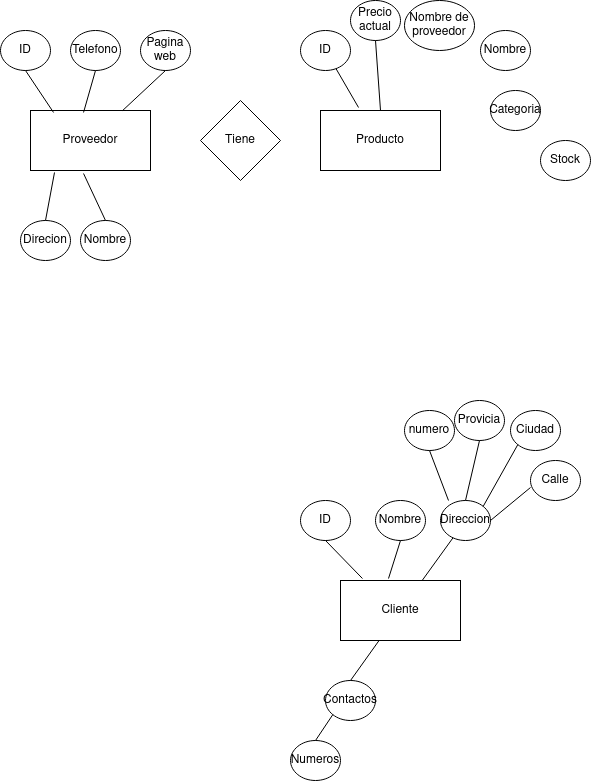 ID
Telefono
Pagina
web
ID
Precio
actual
Nombre de
proveedor
Nombre
Proveedor
Tiene
Producto
Categoria
Stock
Direcion
Nombre
numero
Provicia
Ciudad
Calle
ID
Nombre
Direccion
Cliente
Contactos
Numeros